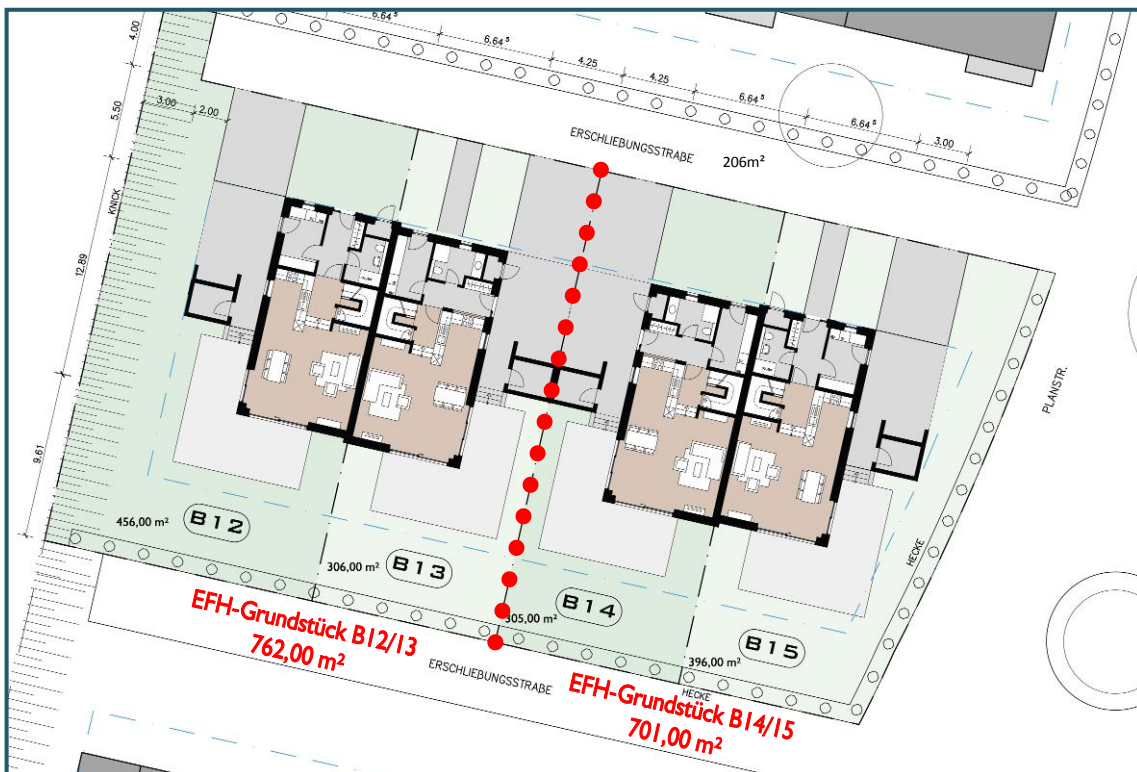 6.64⁵
6.64⁵
4.25
4.25
6.64⁵
6.64⁵
3.00
4.00
5.50
3.00
2.00
ERSCHLIEßUNGSSTRAßE
206m²
KNICK
12.89
9.61
PLANSTR.
HECKE
456,00 m²
B12
306,00 m²
B13
305,00 m²
B14
396,00 m²
B15
EFH-Grundstück B12/13
762,00 m²
ERSCHLIEßUNGSSTRAßE
EFH-Grundstück B14/15
701,00 m²
HECKE